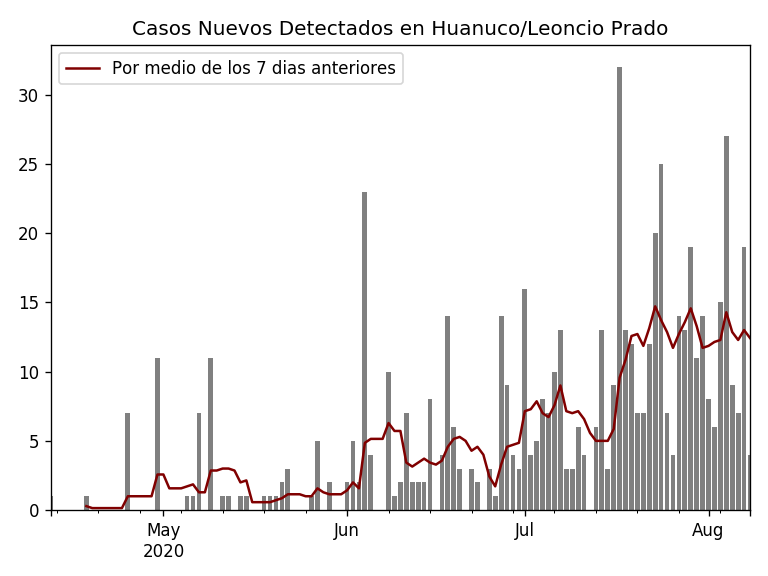 Casos Nuevos Detectados en Huanuco/Leoncio Prado
Por medio de los 7 dias anteriores
30
25
20
15
10
5
0
May
2020
Jun
Jul
Aug